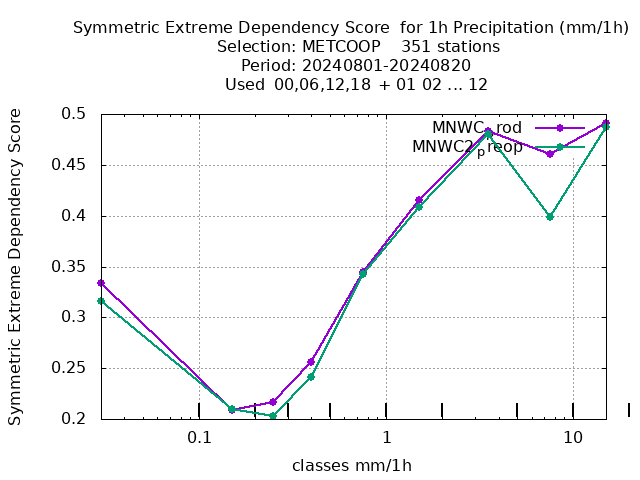 Symmetric Extreme Dependency Score for 1h Precipitation (mm/1h)
Selection: METCOOP 351 stations
Period: 20240801-20240820
Used 00,06,12,18 + 01 02 ... 12
Symmetric Extreme Dependency Score
0.5
0.45
0.4
0.35
0.3
0.25
0.2
MNWC_prod
MNWC2_preop
0.1
1
10
classes mm/1h